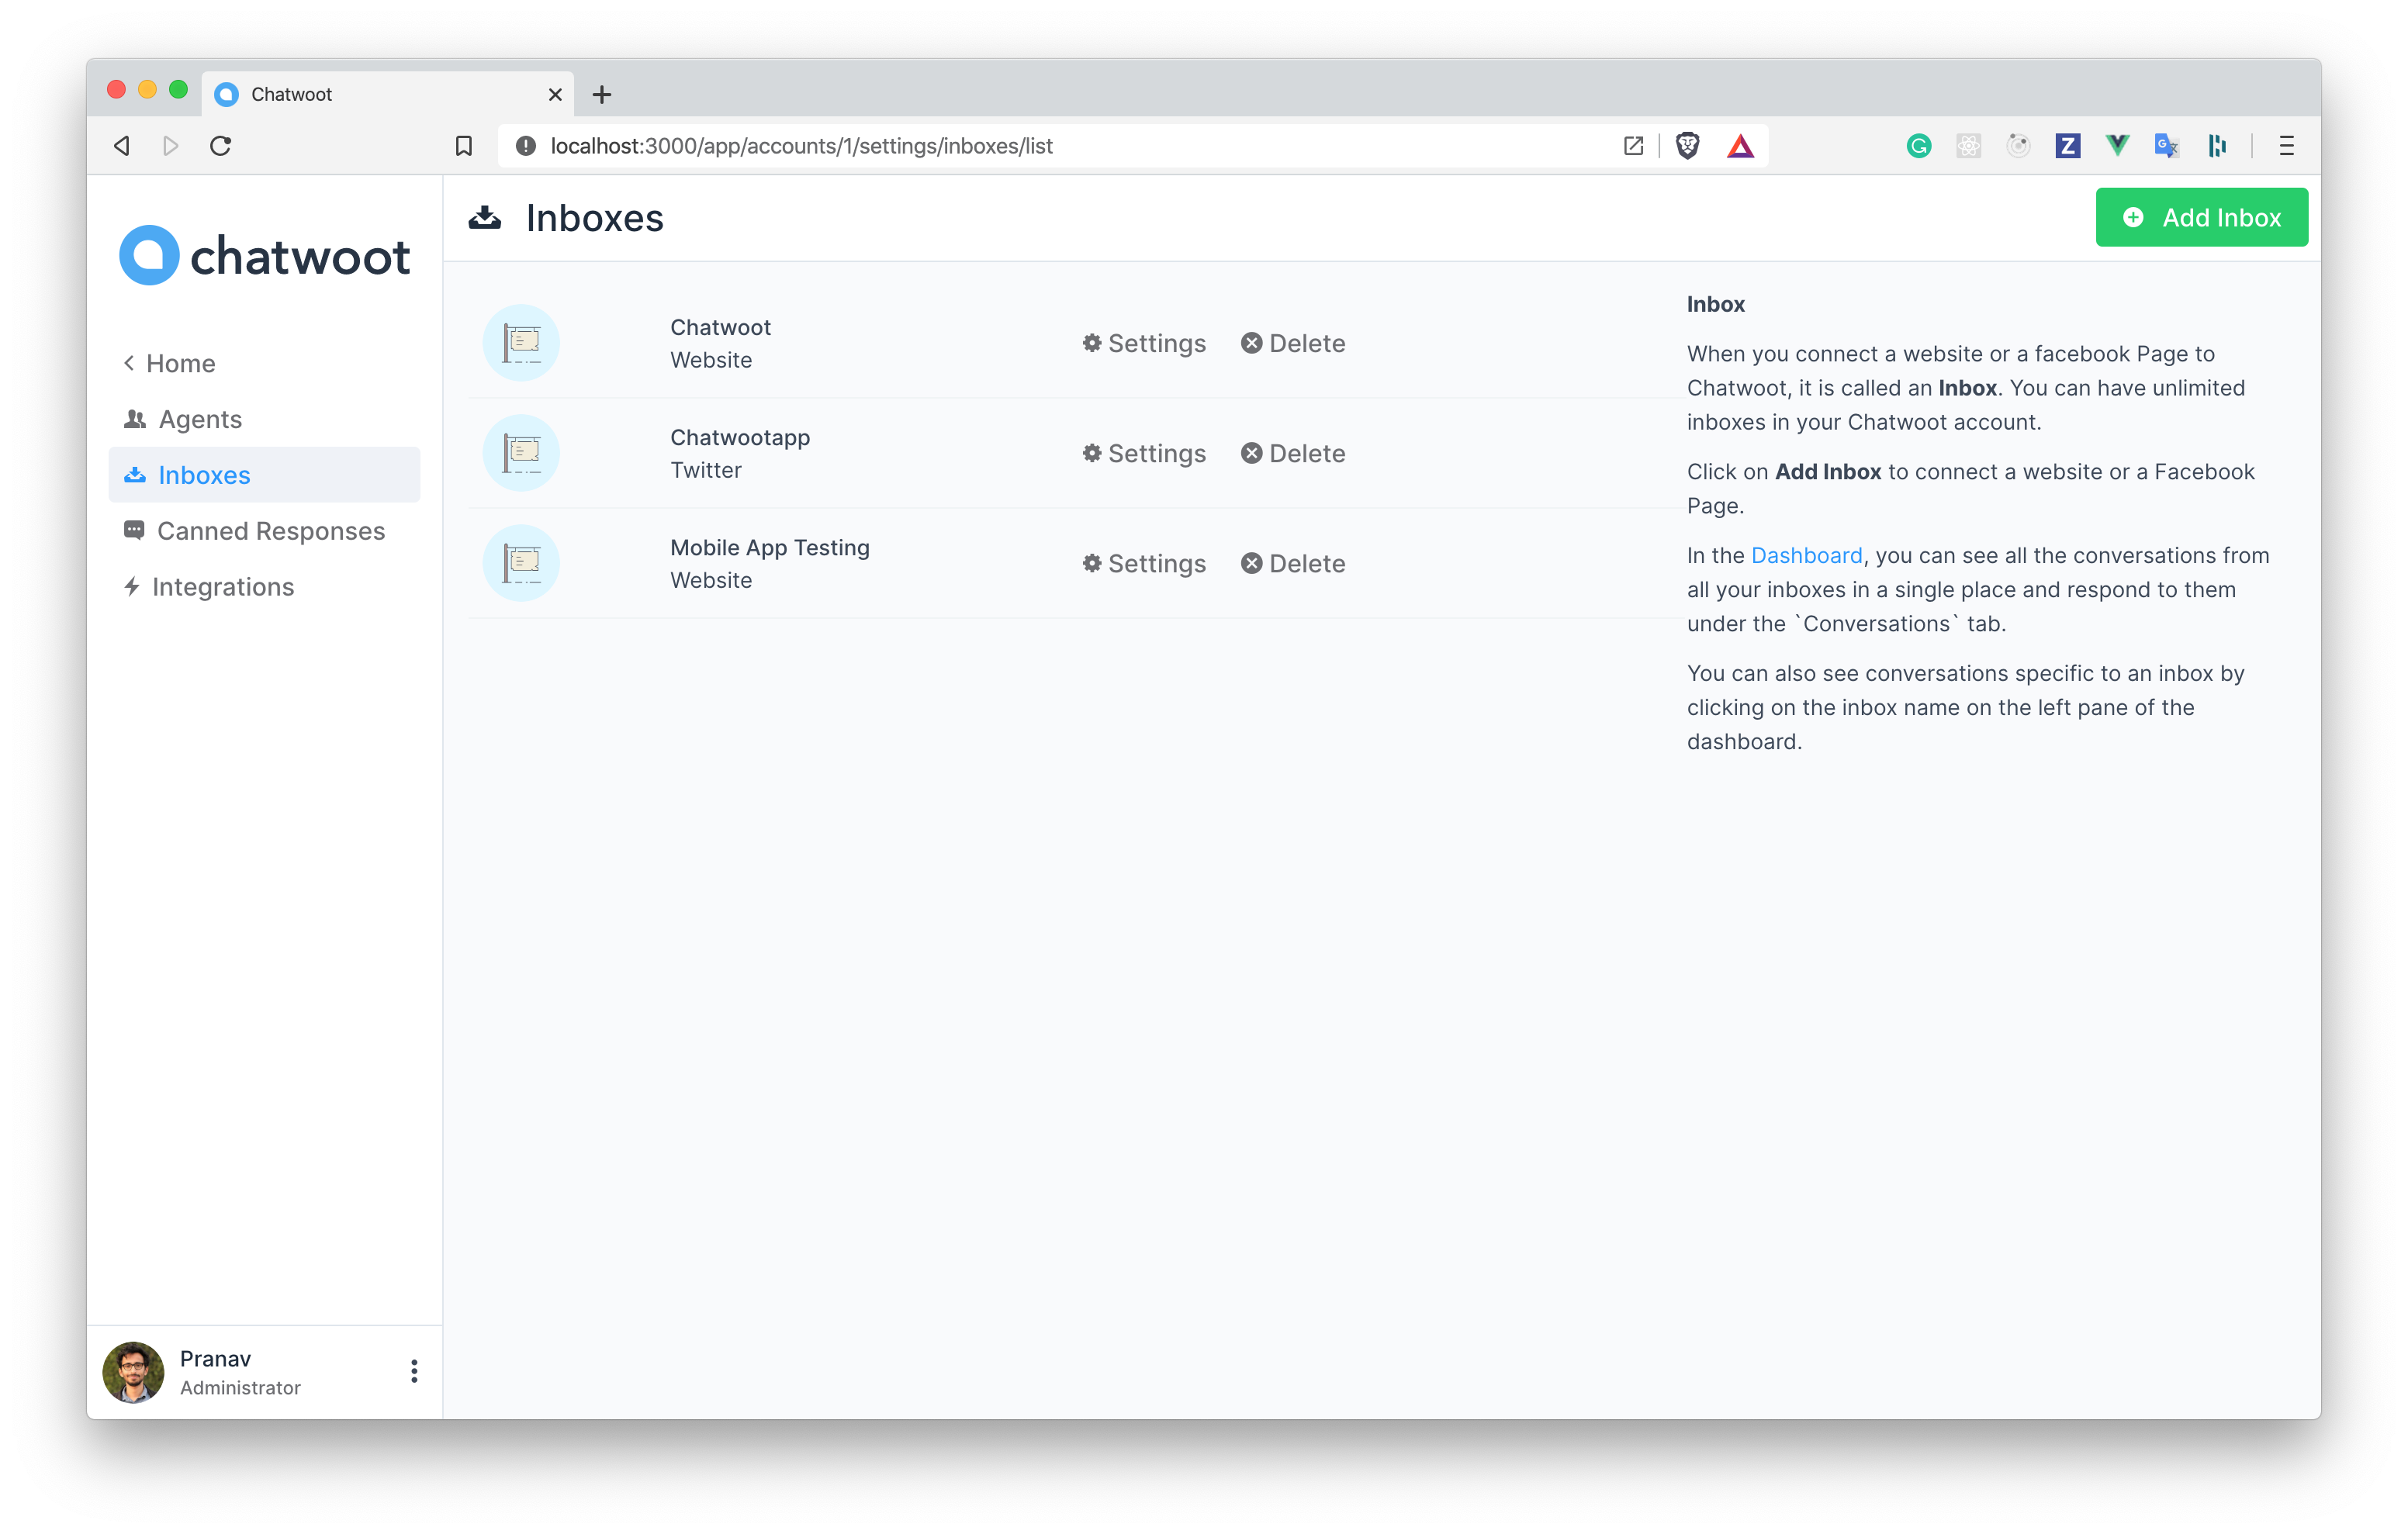 Chatwoot
localhost:3000/app/accounts/1/settings/inboxes/list
chatwoot
Home
Agents
Inboxes
Canned Responses
Integrations
Pranav
Administrator
Inboxes
Add Inbox
Chatwoot
Website
Settings
Delete
Chatwootapp
Twitter
Settings
Delete
Mobile App Testing
Website
Settings
Delete
Inbox
When you connect a website or a facebook Page to
Chatwoot, it is called an Inbox. You can have unlimited
inboxes in your Chatwoot account.
Click on Add Inbox to connect a website or a Facebook
Page.
In the Dashboard, you can see all the conversations from
all your inboxes in a single place and respond to them
under the `Conversations` tab.
You can also see conversations specific to an inbox by
clicking on the inbox name on the left pane of the
dashboard.